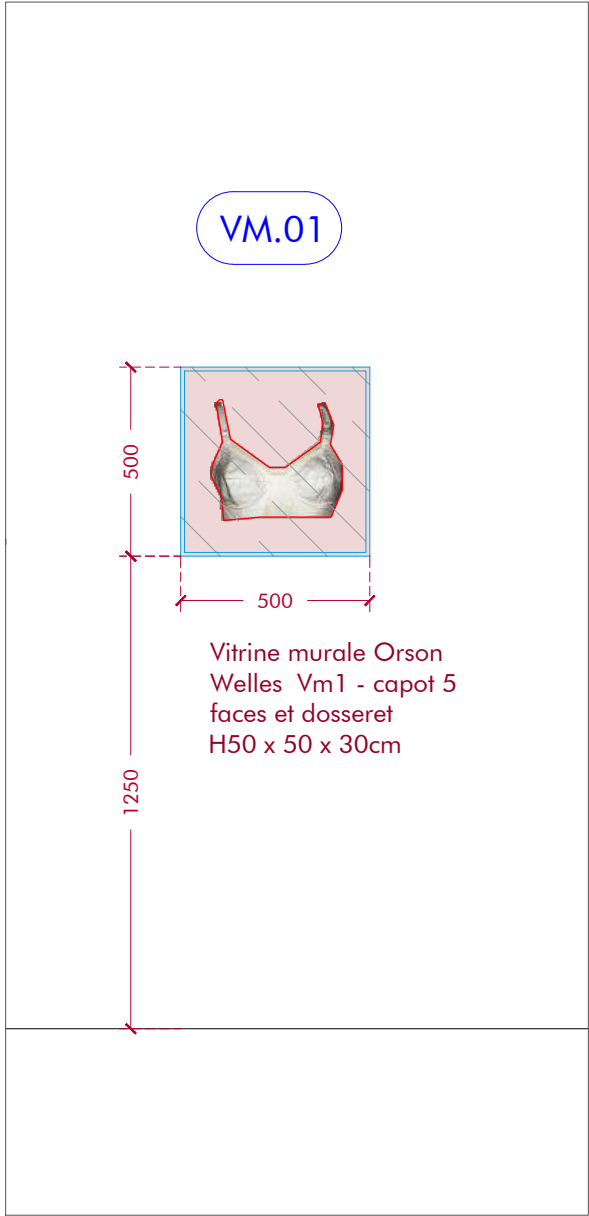 VM.01
500
500
Vitrine murale Orson
Welles Vm1 - capot 5
faces et dosseret
H50 x 50 x 30cm
1250